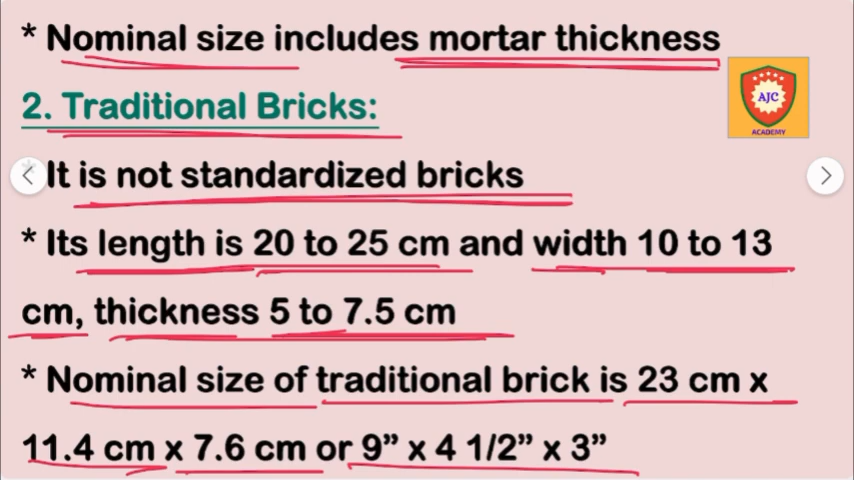 * Nominal size includes mortar thickness
AJC
ACADEMY
2. Traditional Bricks:
* It is not standardized bricks
* Its length is 20 to 25 cm and width 10 to 13
cm, thickness 5 to 7.5 cm
* Nominal size of traditional brick is 23 cm x
11.4 cm x 7.6 cm or 9” x 4 1/2” x 3”